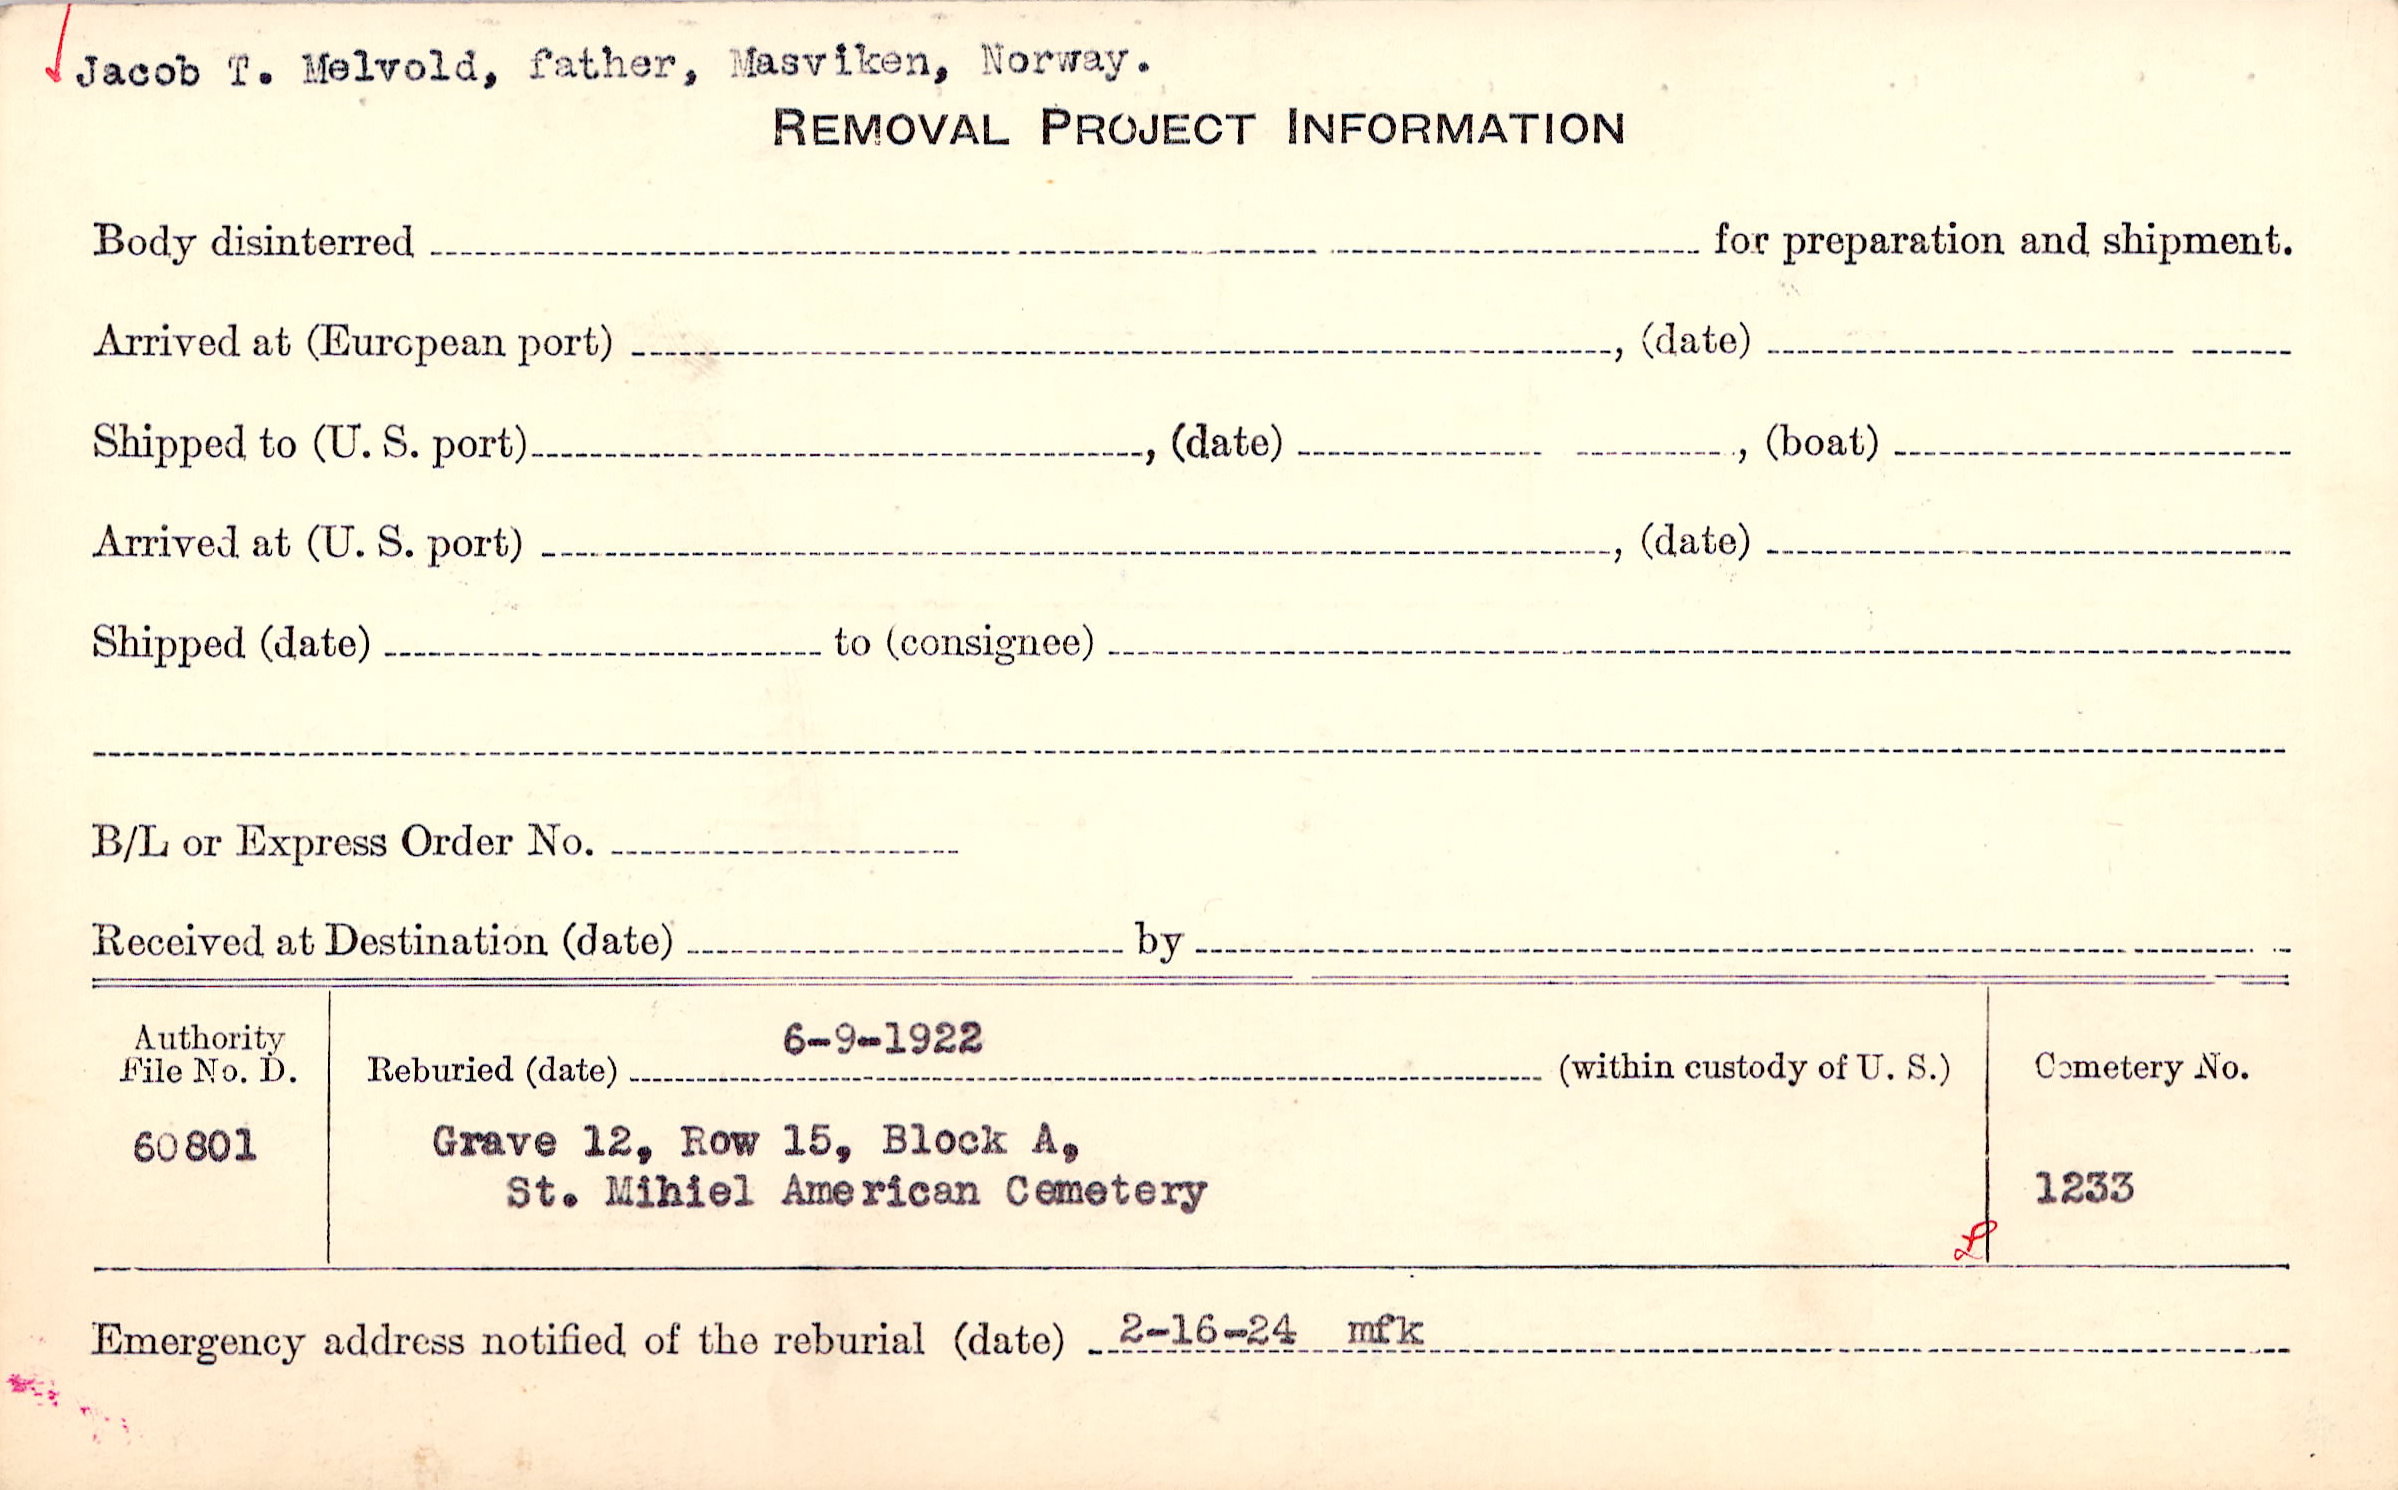 Jacob T. Melvold, father, Masviken, Norway.
REMOVAL PROJECT INFORMATION
Body disinterred for preparation and shipment.
Arrived at (European port) , (date)
Shipped to (U. S. port) , (date) , (boat)
Arrived at (U. S. port) , (date)
Shipped (date) to (consignee)
B/L or Express Order No.
Received at Destination (date) by
Authority
File No. D.
60801
6-9-1922
Reburied (date) (within custody of U. S.)
Grave 12, Row 15, Block A,
St. Mihiel American Cemetery
Cemetery No.
1233
Emergency address notified of the reburial (date) 2-16-24 mfk